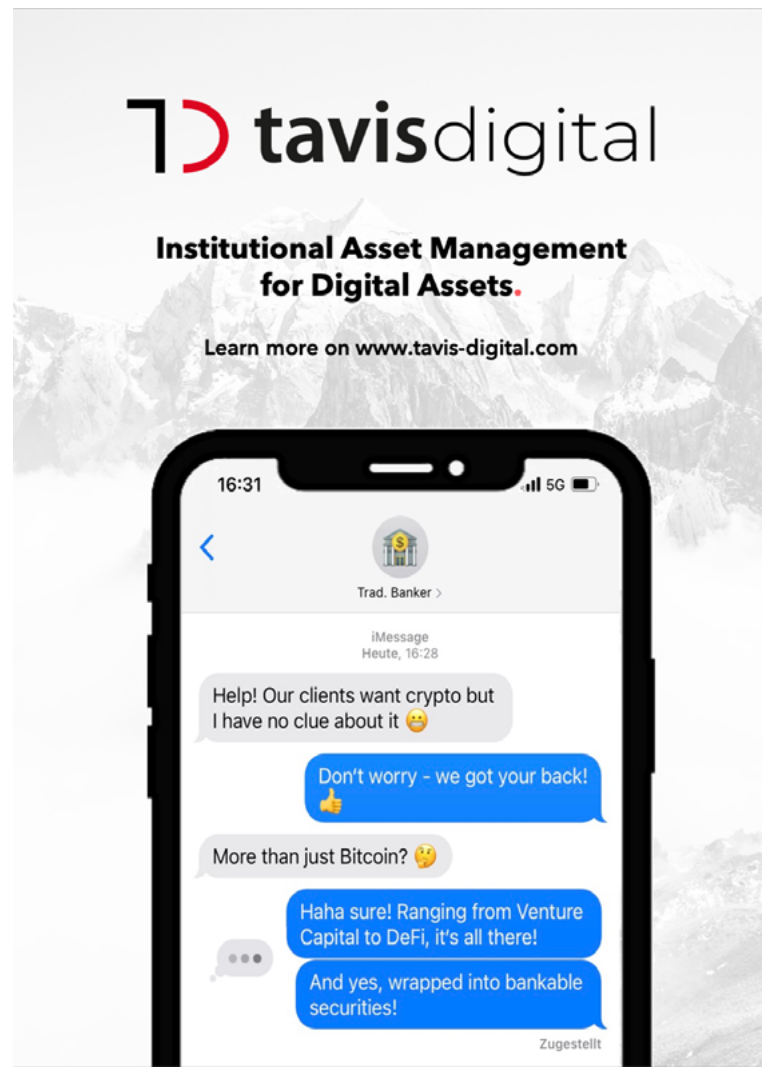 tavisdigital
Institutional Asset Management
for Digital Assets.
Learn more on www.tavis-digital.com
16:31
5G
Trad. Banker >
iMessage
Heute, 16:28
Help! Our clients want crypto but
I have no clue about it 😬
Don't worry - we got your back!
👍
More than just Bitcoin? 🤔
Haha sure! Ranging from Venture
Capital to DeFi, it's all there!
And yes, wrapped into bankable
securities!
Zugestellt